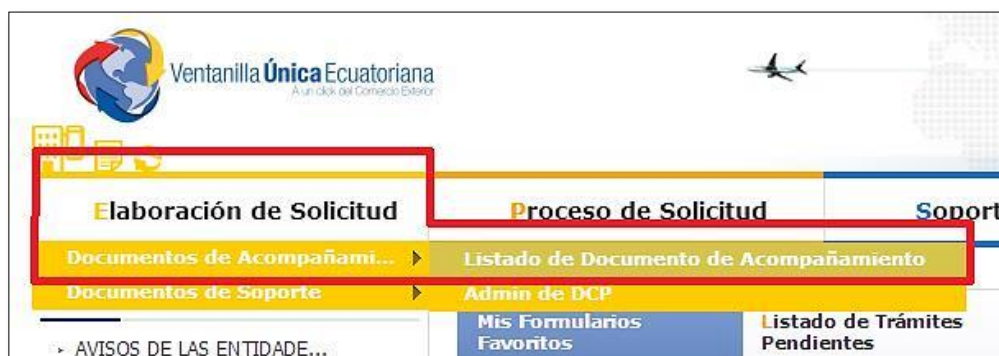 Ventanilla Única Ecuatoriana
A un click del Comercio Exterior
Elaboración de Solicitud
Proceso de Solicitud
Soport
Documentos de Acompañami...
Listado de Documento de Acompañamiento
Documentos de Soporte
Admin de DCP
Mis Formularios
Favoritos
Listado de Trámites
Pendientes
AVISOS DE LAS ENTIDADE...